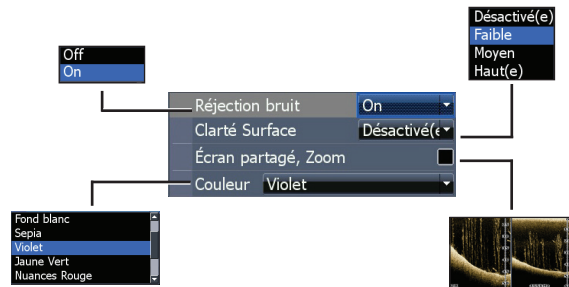 Désactivé(e)
Faible
Moyen
Haut(e)
Off
On
Réjection bruit On
Clarté Surface Désactivé(e
Écran partagé, Zoom
Couleur Violet
Fond blanc
Sepia
Violet
Jaune Vert
Nuances Rouge